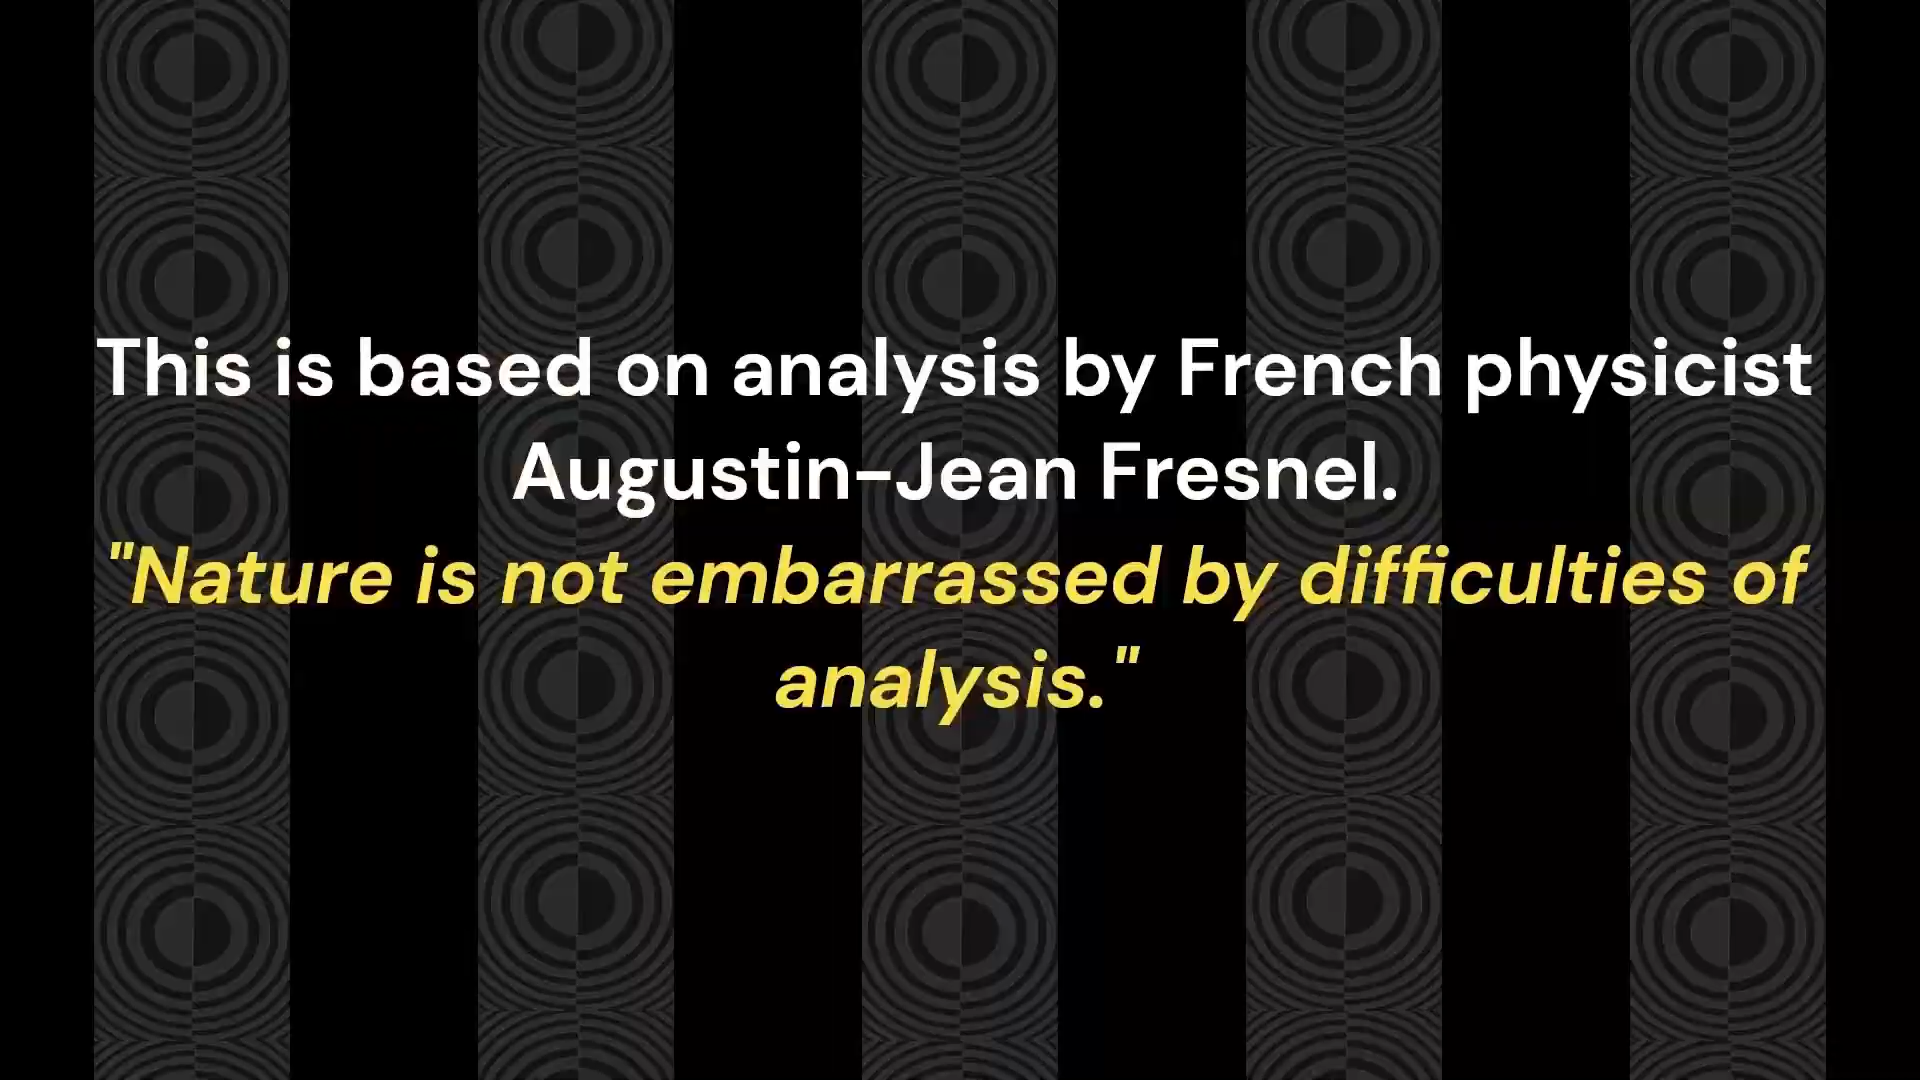 This is based on analysis by French physicist
Augustin-Jean Fresnel.
"Nature is not embarrassed by difficulties of
analysis."